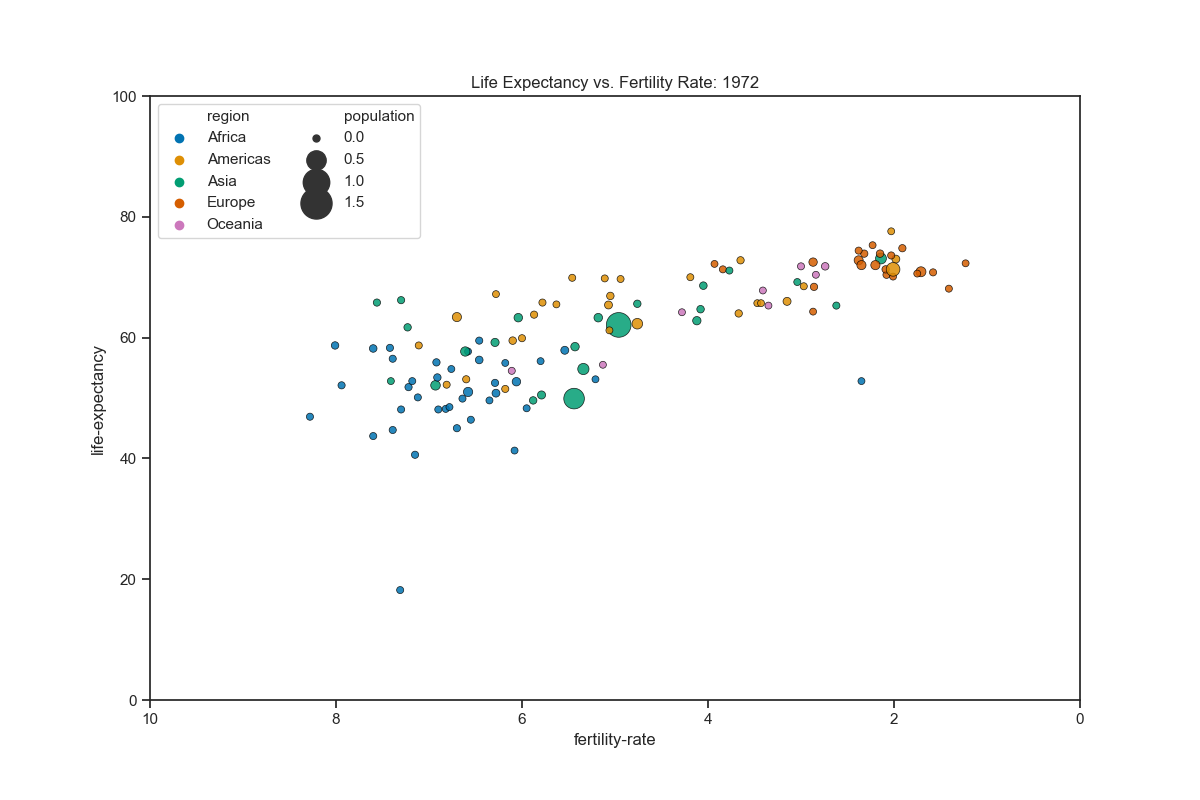 Life Expectancy vs. Fertility Rate: 1972
100
80
60
40
20
0
life-expectancy
region
Africa
Americas
Asia
Europe
Oceania
population
0.0
0.5
1.0
1.5
10
8
6
4
2
0
fertility-rate